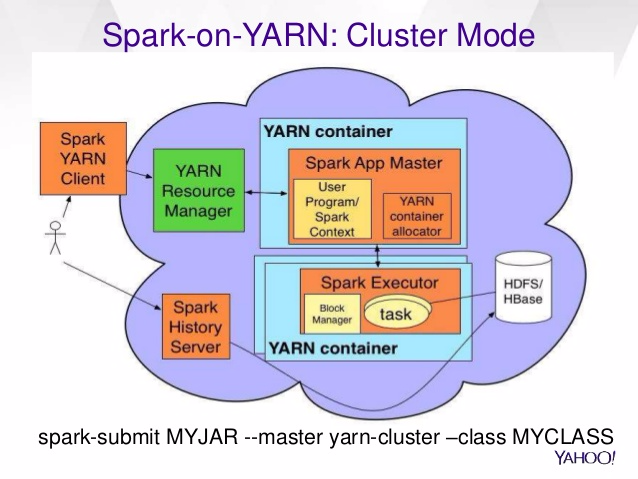 Spark-on-YARN: Cluster Mode
Spark
YARN
Client
YARN
Resource
Manager
YARN container
Spark App Master
User
Program/
Spark
Context
YARN
container
allocator
Spark Executor
Block
Manager
task
YARN container
HDFS/
HBase
Spark
History
Server
spark-submit MYJAR --master yarn-cluster –class MYCLASS
YAHOO!